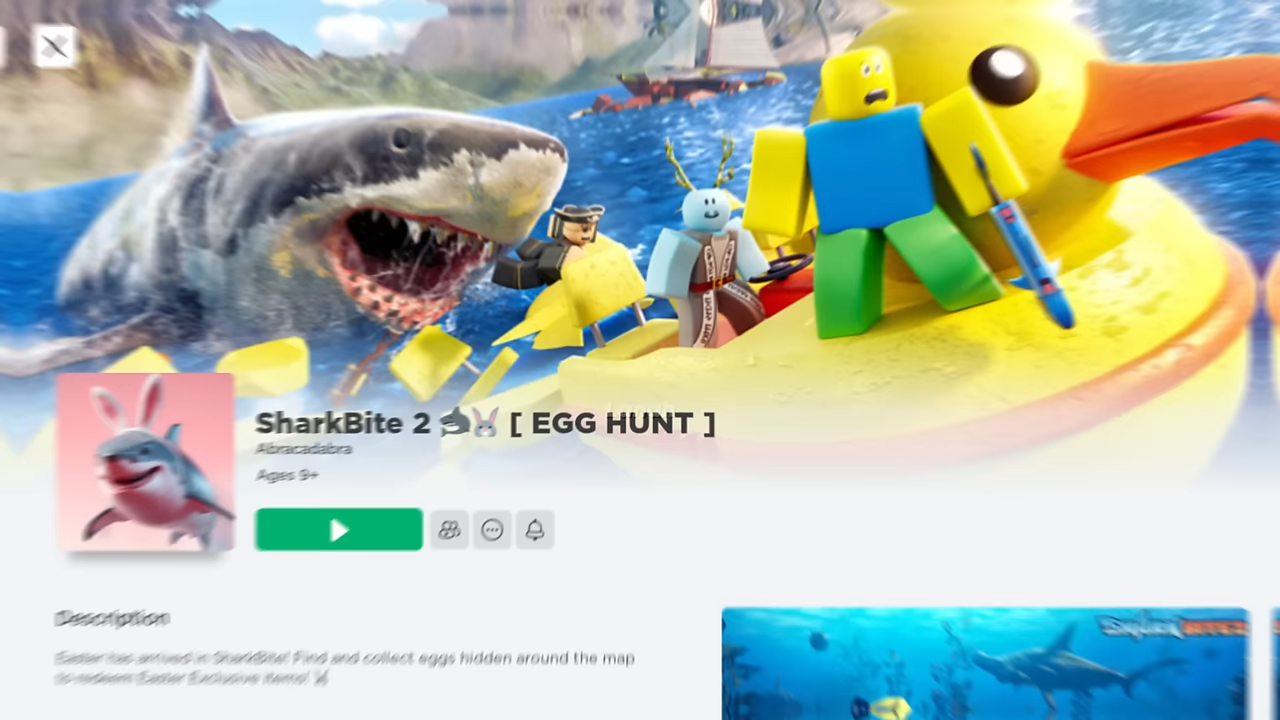 SharkBite 2 🦈🐰 [ EGG HUNT ]
Abracadabra
Ages 9+
Description
Easter has arrived in SharkBite! Find and collect eggs hidden around the map
to redeem Easter Exclusive items!